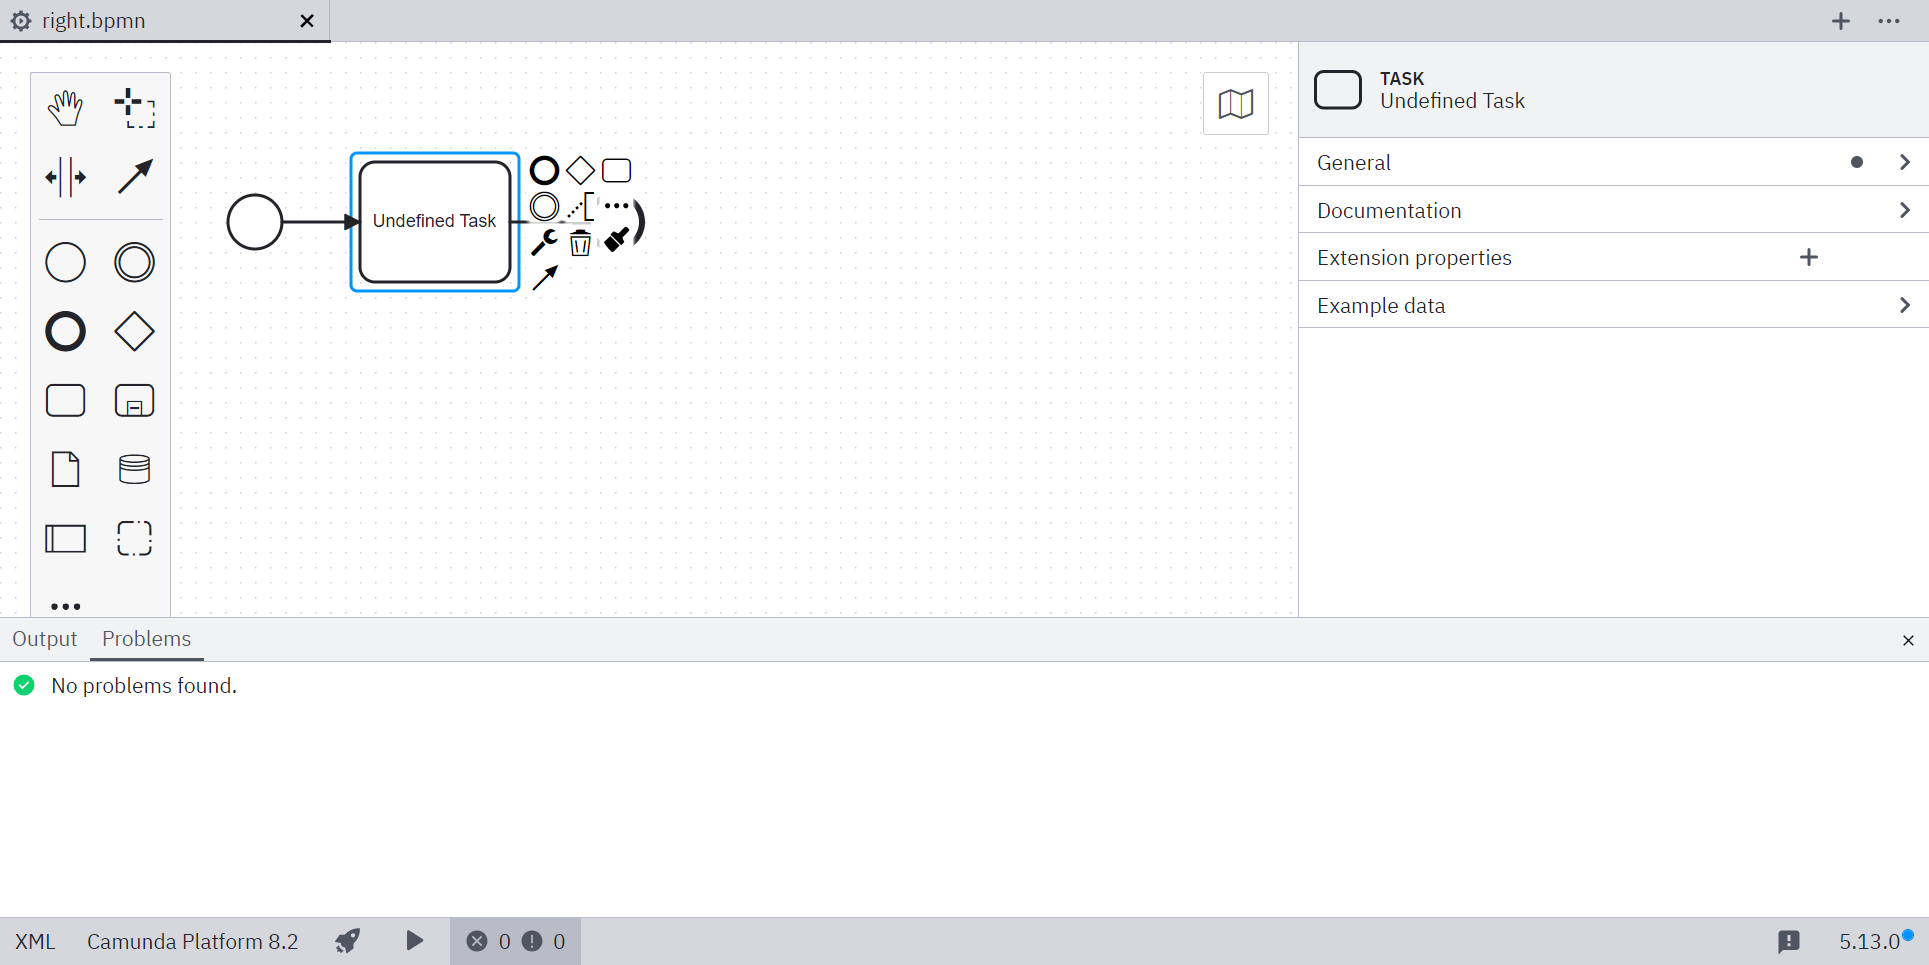 right.bpmn
TASK
Undefined Task
General
Documentation
Extension properties
Example data
Undefined Task
Output Problems
No problems found.
XML Camunda Platform 8.2 0 0 5.13.0